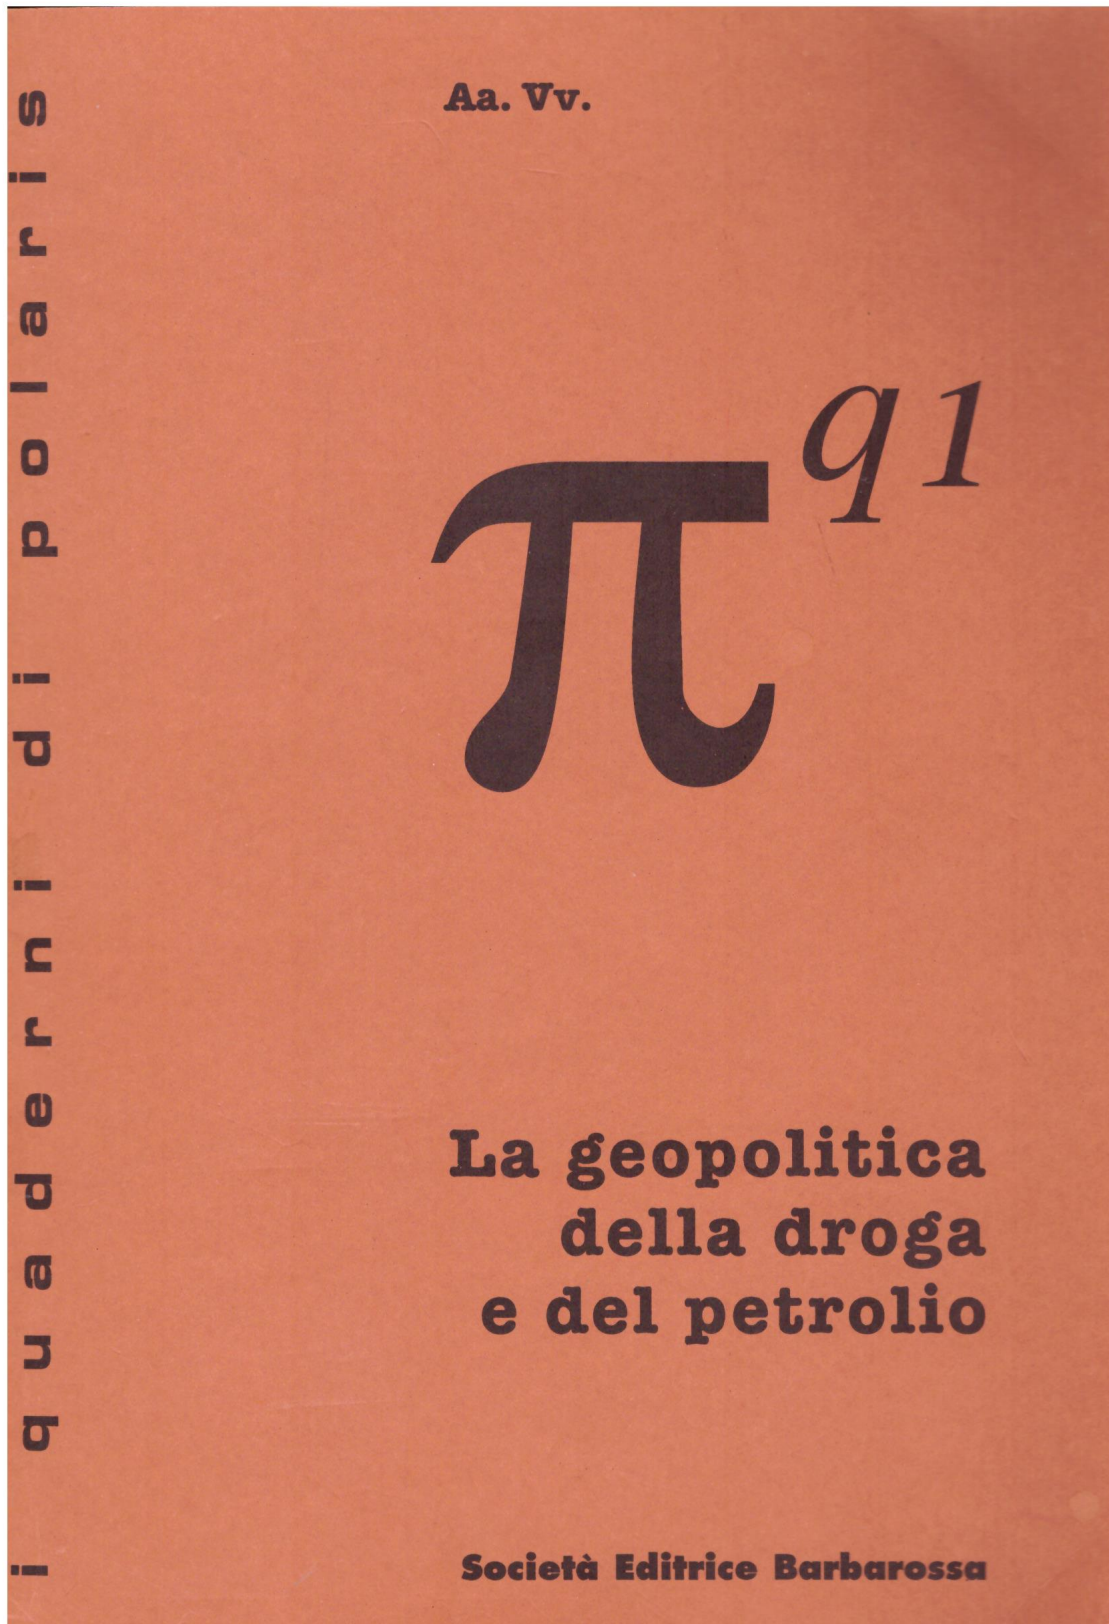 Aa. Vv.
i quaderni di polaris
π q1
La geopolitica
della droga
e del petrolio
Società Editrice Barbarossa